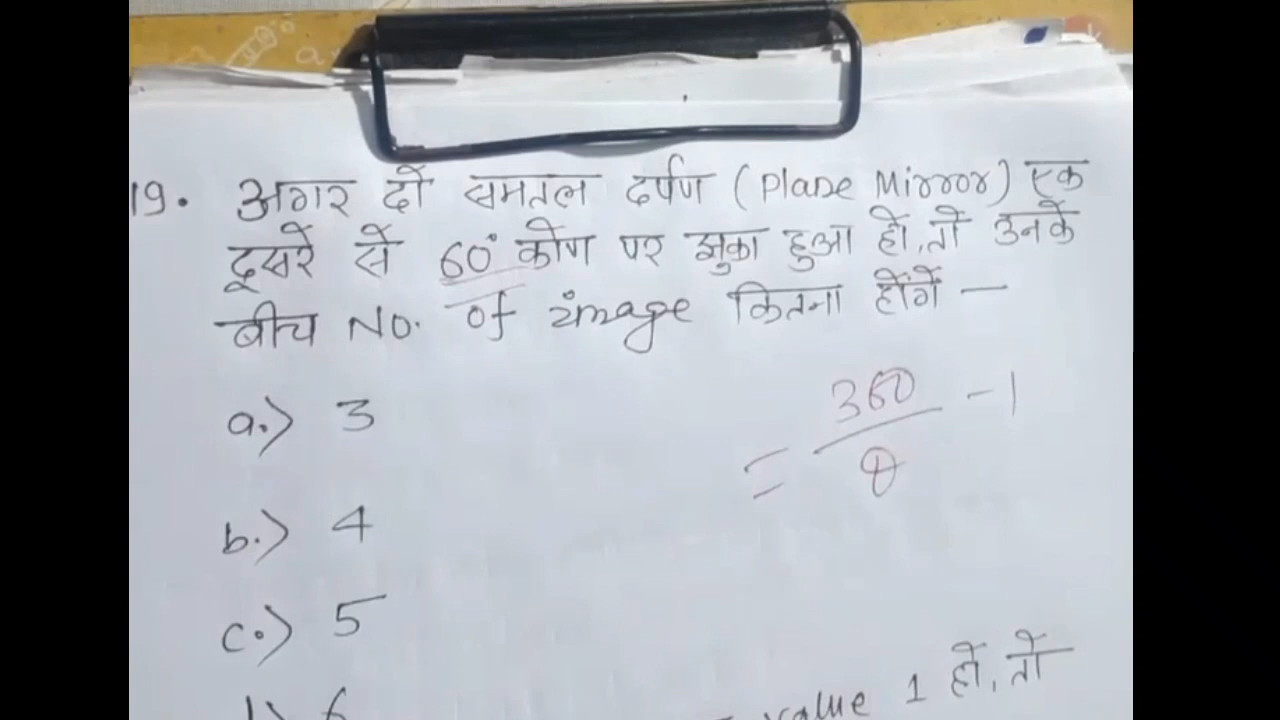 19. अगर दो समतल दर्पण (Plane Mirror) एक
दूसरे से 60° कोण पर झुका हुआ हो, तो उनके
बीच No. of image कितना होंगें —
a.) 3
= 360/θ - 1
b.) 4
c.) 5
d) 6
value 1 हो, तो